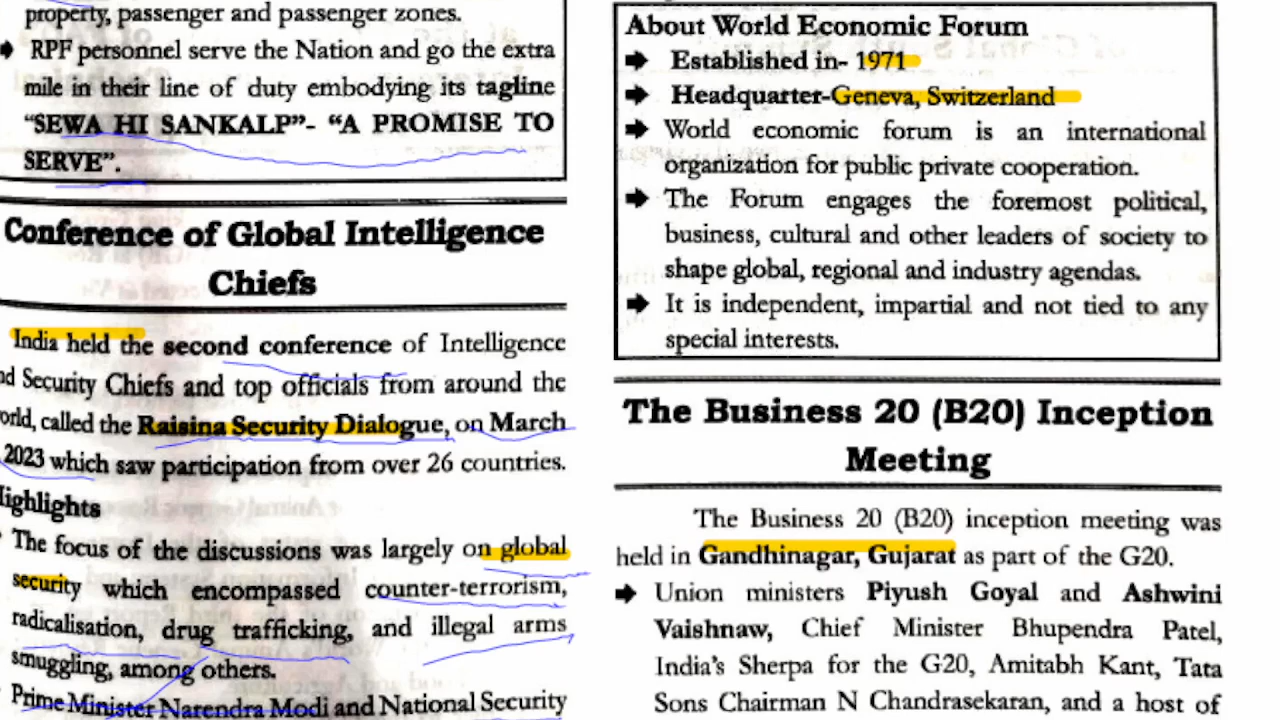 property, passenger and passenger zones.
➔ RPF personnel serve the Nation and go the extra
mile in their line of duty embodying its tagline
“SEWA HI SANKALP”- “A PROMISE TO
SERVE”.
Conference of Global Intelligence
Chiefs
India held the second conference of Intelligence
nd Security Chiefs and top officials from around the
orld, called the Raisina Security Dialogue, on March
2023 which saw participation from over 26 countries.
Highlights
The focus of the discussions was largely on global
security which encompassed counter-terrorism,
radicalisation, drug trafficking, and illegal arms
smuggling, among others.
Prime Minister Narendra Modi and National Security
About World Economic Forum
➔ Established in- 1971
➔ Headquarter-Geneva, Switzerland
➔ World economic forum is an international
organization for public private cooperation.
➔ The Forum engages the foremost political,
business, cultural and other leaders of society to
shape global, regional and industry agendas.
➔ It is independent, impartial and not tied to any
special interests.
The Business 20 (B20) Inception
Meeting
The Business 20 (B20) inception meeting was
held in Gandhinagar, Gujarat as part of the G20.
➔ Union ministers Piyush Goyal and Ashwini
Vaishnaw, Chief Minister Bhupendra Patel,
India’s Sherpa for the G20, Amitabh Kant, Tata
Sons Chairman N Chandrasekaran, and a host of